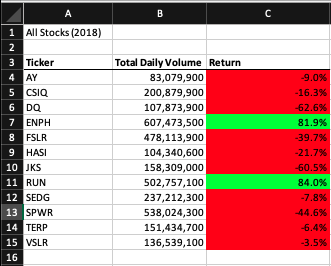 A B C
1 All Stocks (2018)
2
3 Ticker Total Daily Volume Return
4 AY 83,079,900 -9.0%
5 CSIQ 200,879,900 -16.3%
6 DQ 107,873,900 -62.6%
7 ENPH 607,473,500 81.9%
8 FSLR 478,113,900 -39.7%
9 HASI 104,340,600 -21.7%
10 JKS 158,309,000 -60.5%
11 RUN 502,757,100 84.0%
12 SEDG 237,212,300 -7.8%
13 SPWR 538,024,300 -44.6%
14 TERP 151,434,700 -6.4%
15 VSLR 136,539,100 -3.5%
16